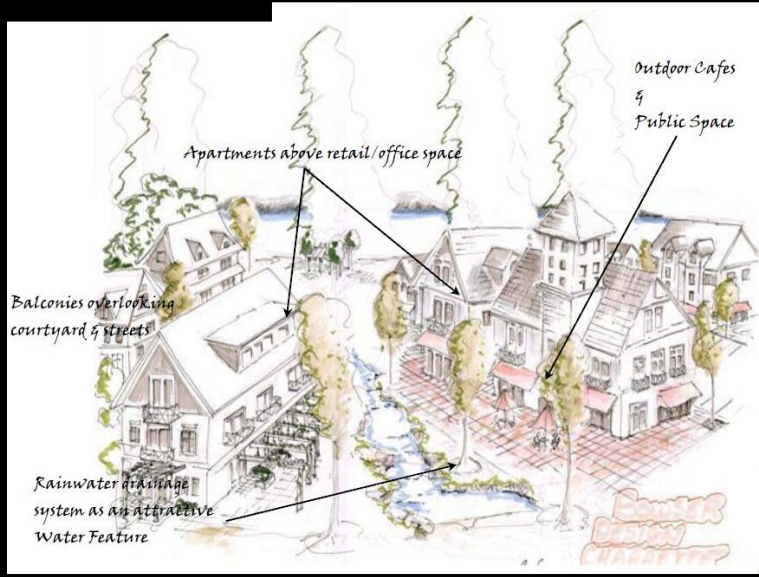 Outdoor Cafes
&
Public Space
Apartments above retail/office space
Balconies overlooking
courtyard & streets
Rainwater drainage
system as an attractive
Water Feature
BOWSER
DESIGN
CHARRETTE